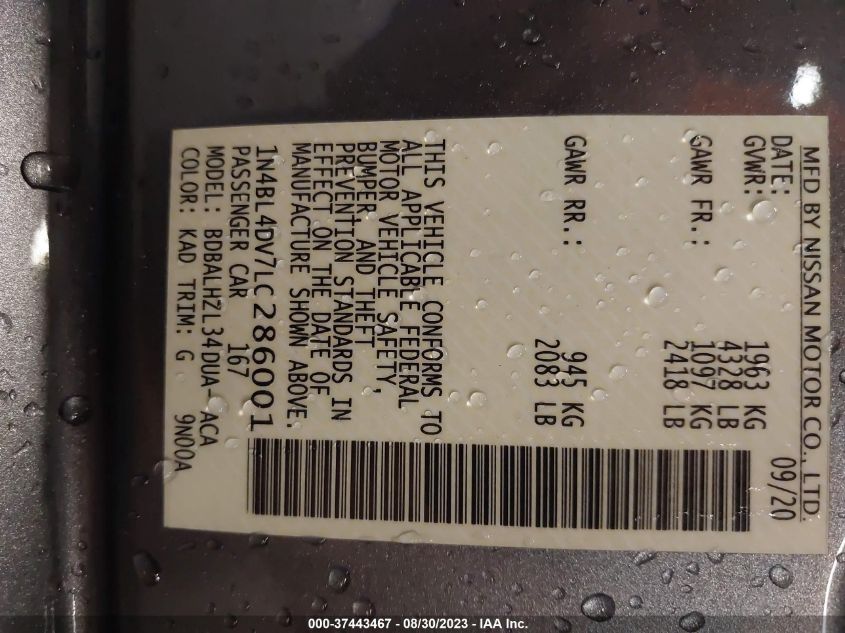 MFD BY NISSAN MOTOR CO., LTD.
DATE: 09/20
GVWR: 1963 KG
4328 LB
GAWR FR.: 1097 KG
2418 LB
GAWR RR.: 945 KG
2083 LB
THIS VEHICLE CONFORMS TO
ALL APPLICABLE FEDERAL
MOTOR VEHICLE SAFETY,
BUMPER, AND THEFT
PREVENTION STANDARDS IN
EFFECT ON THE DATE OF
MANUFACTURE SHOWN ABOVE.
1N4BL4DV7LC286001
PASSENGER CAR 167
MODEL: BDBALHZL34DUA-ACA
COLOR: KAD TRIM: G 9N00A
000-37443467 - 08/30/2023 - IAA Inc.